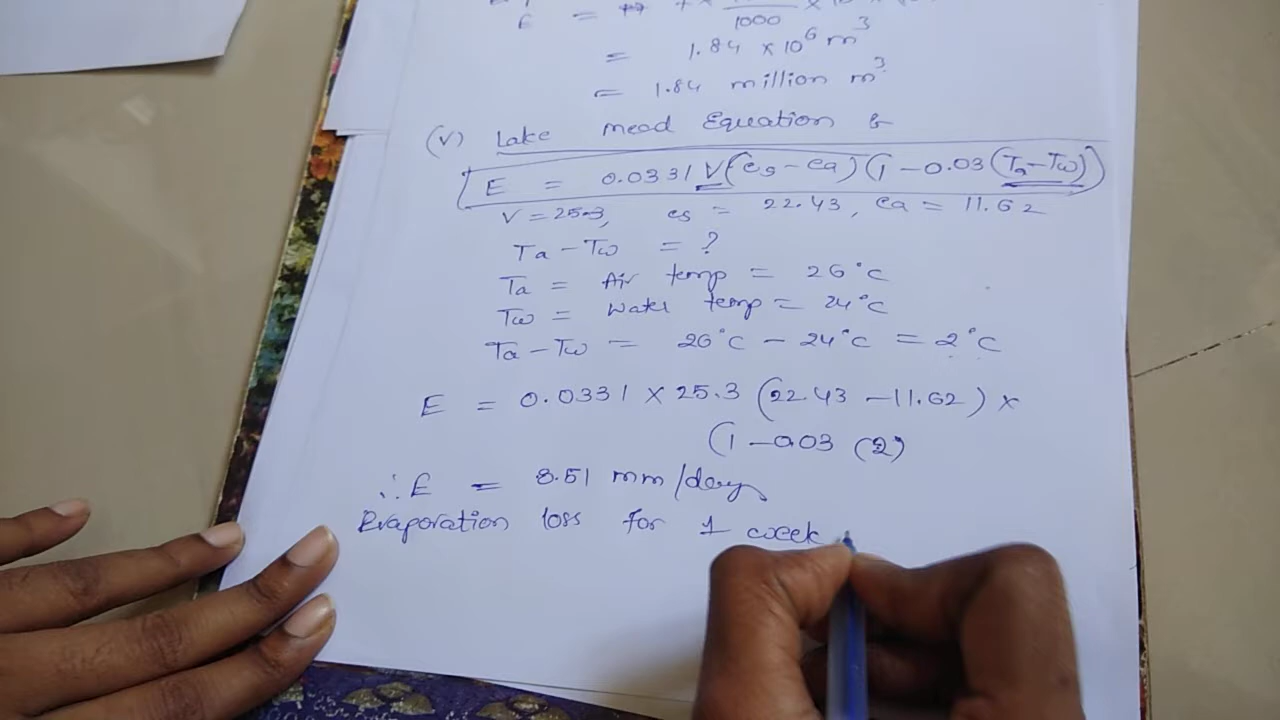 E =
1000
= 1.84 × 10⁶ m³
= 1.84 million m³
(V) Lake mead Equation
E = 0.0331 V(es - ea) (1 - 0.03 (Ta - Tw))
V = 25.3, es = 22.43, ea = 11.62
Ta - Tw = ?
Ta = Air temp = 26°C
Tw = Water temp = 24°C
Ta - Tw = 26°C - 24°C = 2°C
E = 0.0331 × 25.3 (22.43 - 11.62) ×
(1 - 0.03 (2)
∴ E = 8.51 mm/day
Evaporation loss for 1 week